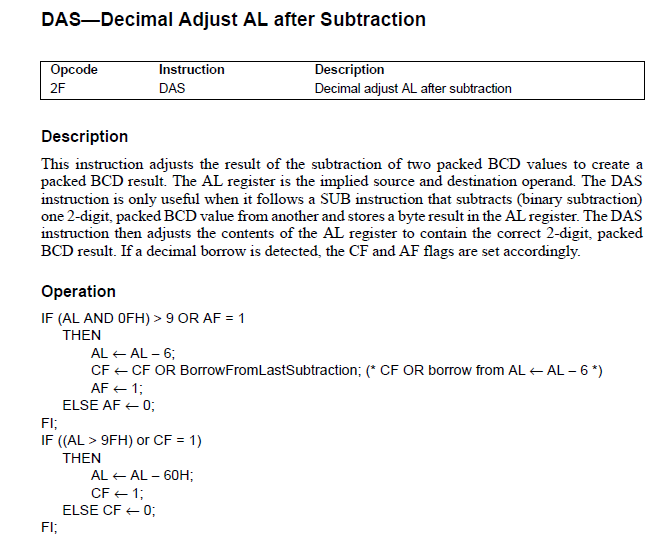 DAS—Decimal Adjust AL after Subtraction
Opcode Instruction Description
2F DAS Decimal adjust AL after subtraction
Description
This instruction adjusts the result of the subtraction of two packed BCD values to create a
packed BCD result. The AL register is the implied source and destination operand. The DAS
instruction is only useful when it follows a SUB instruction that subtracts (binary subtraction)
one 2-digit, packed BCD value from another and stores a byte result in the AL register. The DAS
instruction then adjusts the contents of the AL register to contain the correct 2-digit, packed
BCD result. If a decimal borrow is detected, the CF and AF flags are set accordingly.
Operation
IF (AL AND 0FH) > 9 OR AF = 1
THEN
AL ← AL – 6;
CF ← CF OR BorrowFromLastSubtraction; (* CF OR borrow from AL ← AL – 6 *)
AF ← 1;
ELSE AF ← 0;
FI;
IF ((AL > 9FH) or CF = 1)
THEN
AL ← AL – 60H;
CF ← 1;
ELSE CF ← 0;
FI;